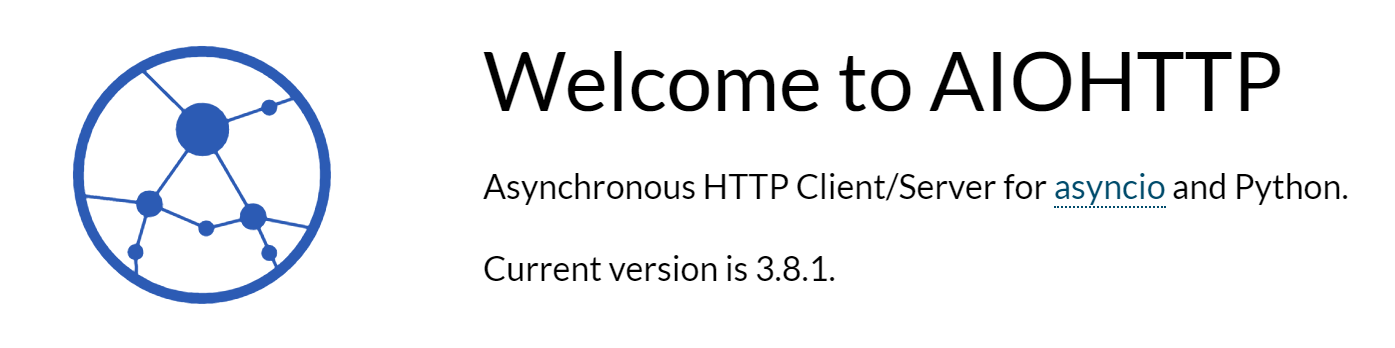 Welcome to AIOHTTP
Asynchronous HTTP Client/Server for asyncio and Python.
Current version is 3.8.1.